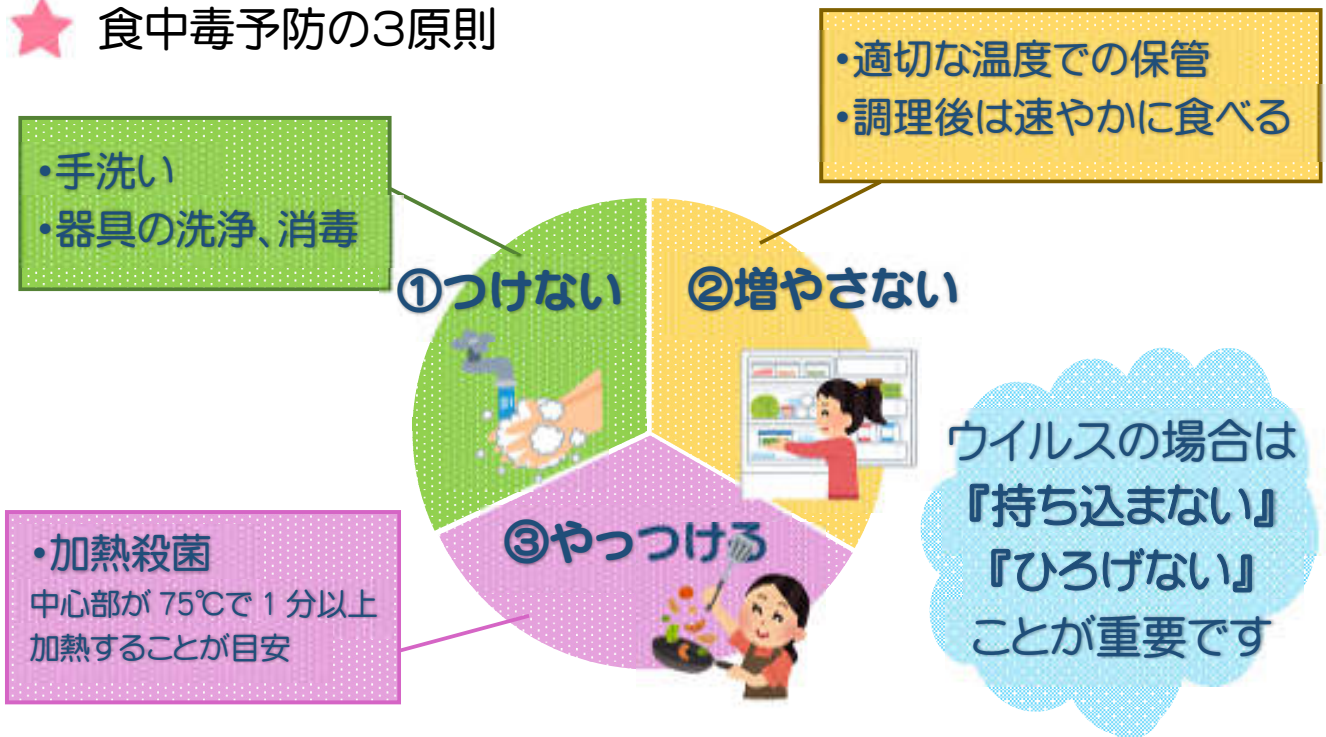 食中毒予防の3原則
•適切な温度での保管
•調理後は速やかに食べる
•手洗い
•器具の洗浄、消毒
①つけない
②増やさない
③やっつける
•加熱殺菌
中心部が 75℃で 1 分以上
加熱することが目安
ウイルスの場合は
『持ち込まない』
『ひろげない』
ことが重要です